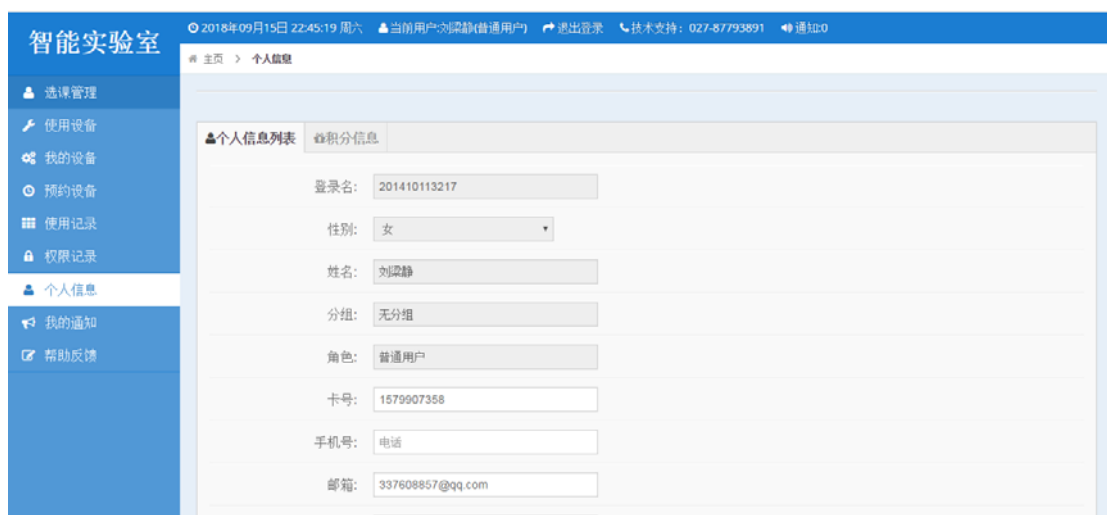 智能实验室
2018年09月15日 22:45:19 周六 当前用户:刘梁静(普通用户) 退出登录 技术支持：027-87793891 通知:0
主页 > 个人信息
选课管理
使用设备
我的设备
预约设备
使用记录
权限记录
个人信息
我的通知
帮助反馈
个人信息列表 积分信息
登录名: 201410113217
性别: 女
姓名: 刘梁静
分组: 无分组
角色: 普通用户
卡号: 1579907358
手机号: 电话
邮箱: 337608857@qq.com